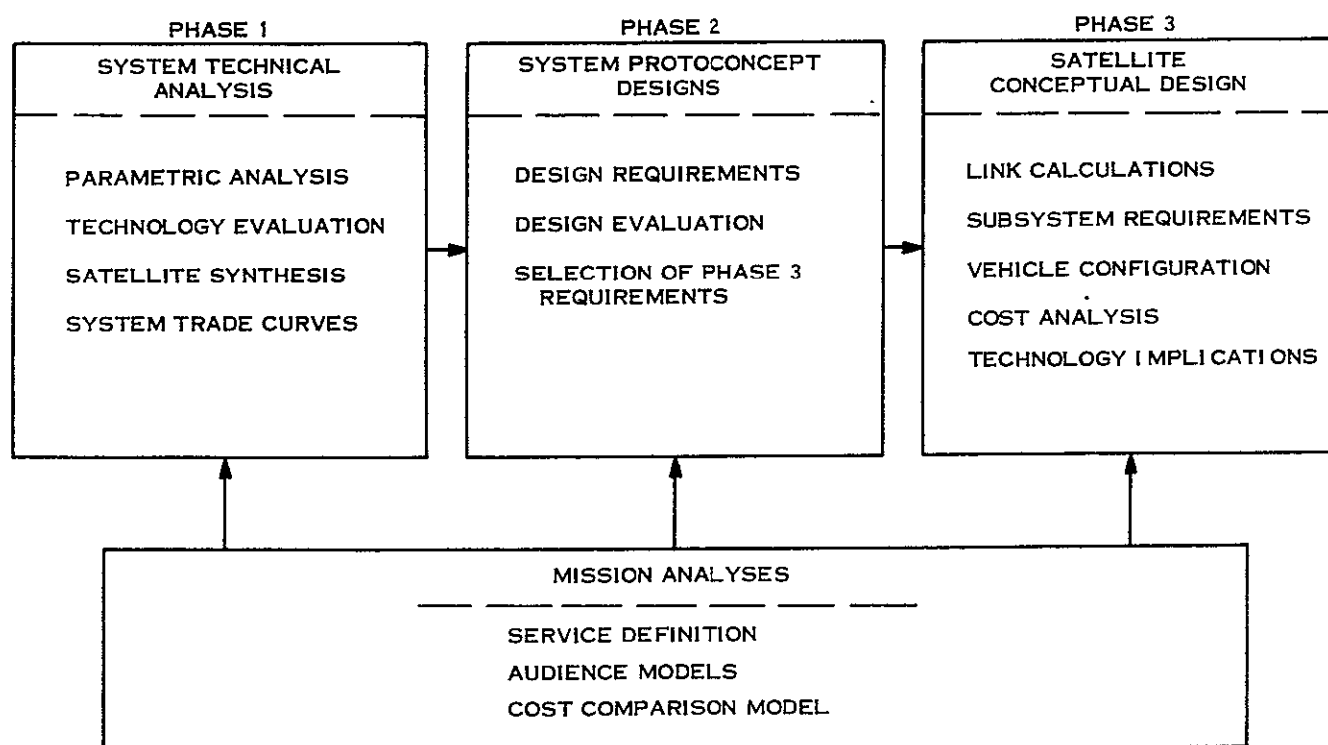 PHASE 1
SYSTEM TECHNICAL
ANALYSIS
PARAMETRIC ANALYSIS
TECHNOLOGY EVALUATION
SATELLITE SYNTHESIS
SYSTEM TRADE CURVES
PHASE 2
SYSTEM PROTOCONCEPT
DESIGNS
DESIGN REQUIREMENTS
DESIGN EVALUATION
SELECTION OF PHASE 3
REQUIREMENTS
PHASE 3
SATELLITE
CONCEPTUAL DESIGN
LINK CALCULATIONS
SUBSYSTEM REQUIREMENTS
VEHICLE CONFIGURATION
COST ANALYSIS
TECHNOLOGY IMPLICATIONS
MISSION ANALYSES
SERVICE DEFINITION
AUDIENCE MODELS
COST COMPARISON MODEL